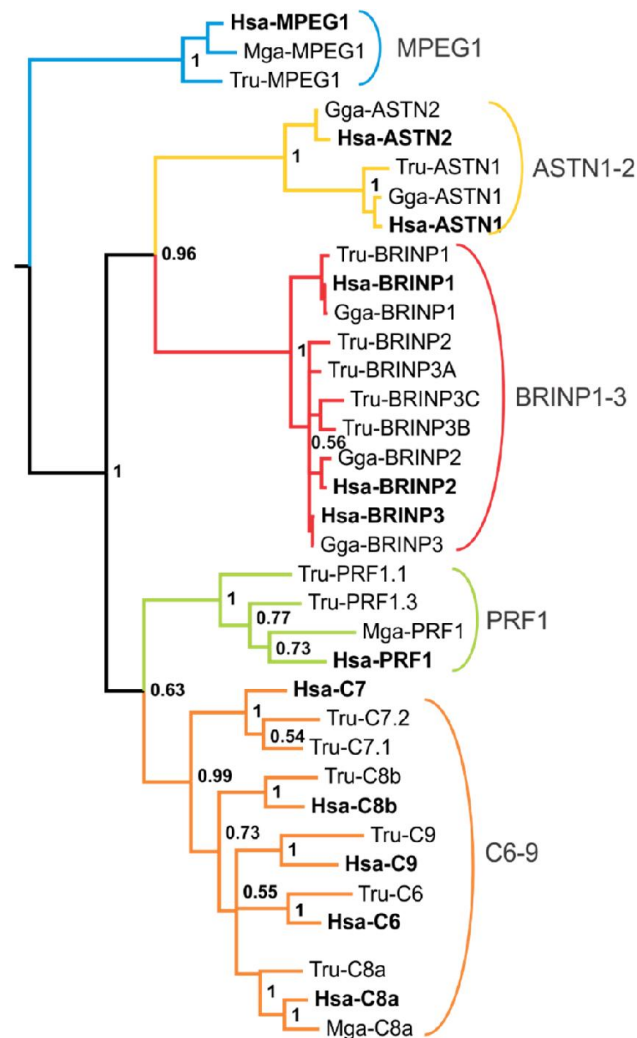 Hsa-MPEG1
Mga-MPEG1
1
MPEG1
Tru-MPEG1
Gga-ASTN2
Hsa-ASTN2
1
Tru-ASTN1
ASTN1-2
1
Gga-ASTN1
Hsa-ASTN1
0.96
Tru-BRINP1
Hsa-BRINP1
Gga-BRINP1
1
Tru-BRINP2
Tru-BRINP3A
BRINP1-3
Tru-BRINP3C
Tru-BRINP3B
0.56
Gga-BRINP2
1
Hsa-BRINP2
Hsa-BRINP3
Gga-BRINP3
Tru-PRF1.1
1
Tru-PRF1.3
0.77
PRF1
Mga-PRF1
0.73
Hsa-PRF1
0.63
Hsa-C7
1
Tru-C7.2
0.54
Tru-C7.1
0.99
Tru-C8b
1
Hsa-C8b
0.73
Tru-C9
1
C6-9
Hsa-C9
0.55
Tru-C6
1
Hsa-C6
Tru-C8a
1
Hsa-C8a
1
Mga-C8a